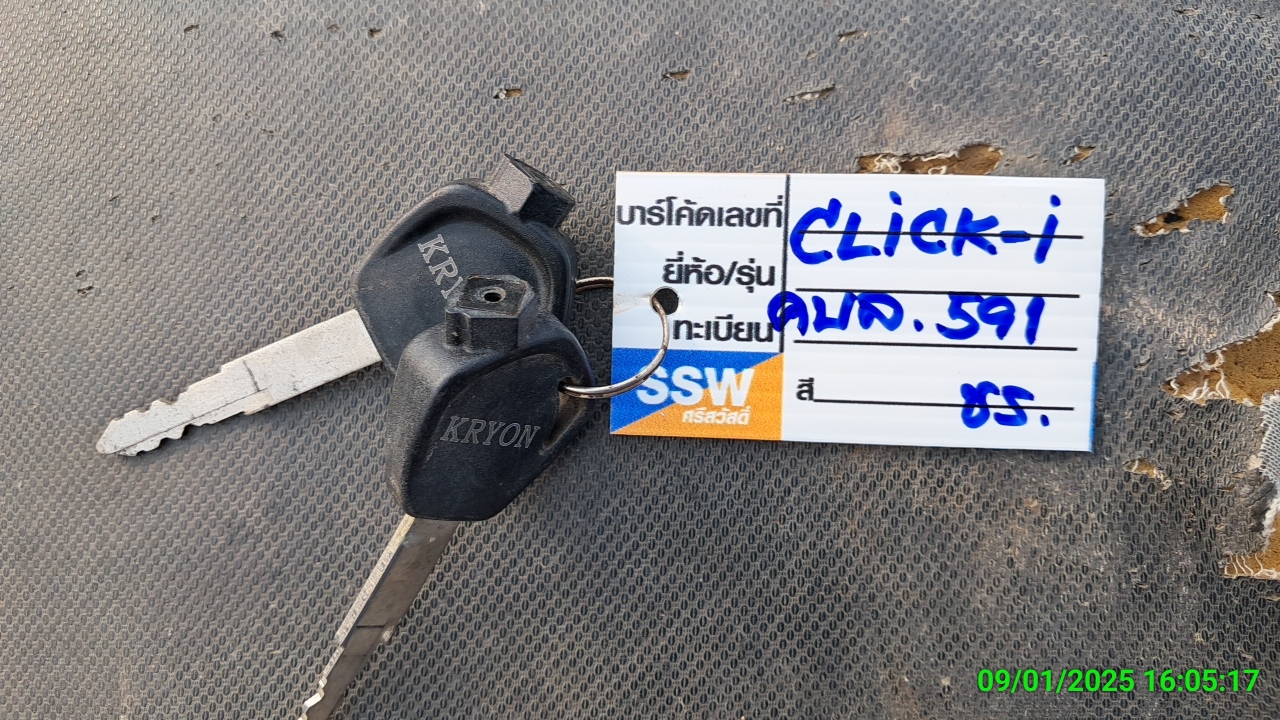 บาร์โค้ดเลขที่ CLiCK-i
ยี่ห้อ/รุ่น
ทะเบียน คบล. 591
SSW
ศรีสวัสดิ์
สี ชร.
KRYON
09/01/2025 16:05:17